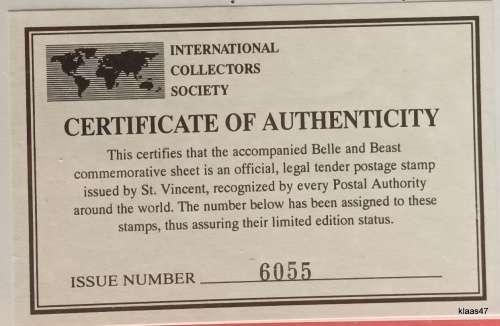 INTERNATIONAL
COLLECTORS
SOCIETY
CERTIFICATE OF AUTHENTICITY
This certifies that the accompanied Belle and Beast
commemorative sheet is an official, legal tender postage stamp
issued by St. Vincent, recognized by every Postal Authority
around the world. The number below has been assigned to these
stamps, thus assuring their limited edition status.
ISSUE NUMBER 6055
klaas47